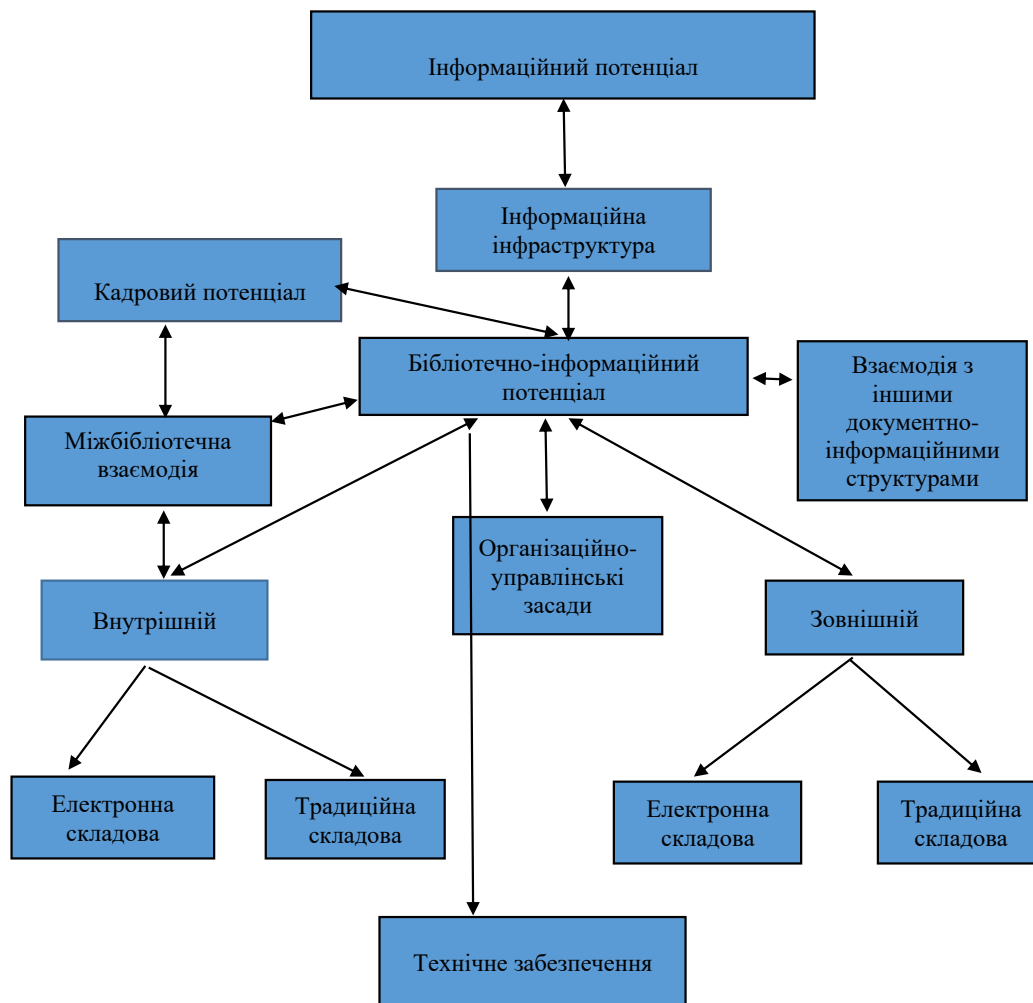 Інформаційний потенціал
Інформаційна
інфраструктура
Кадровий потенціал
Бібліотечно-інформаційний
потенціал
Взаємодія з
іншими
документно-
інформаційними
структурами
Міжбібліотечна
взаємодія
Організаційно-
управлінські
засади
Внутрішній
Зовнішній
Електронна
складова
Традиційна
складова
Електронна
складова
Традиційна
складова
Технічне забезпечення